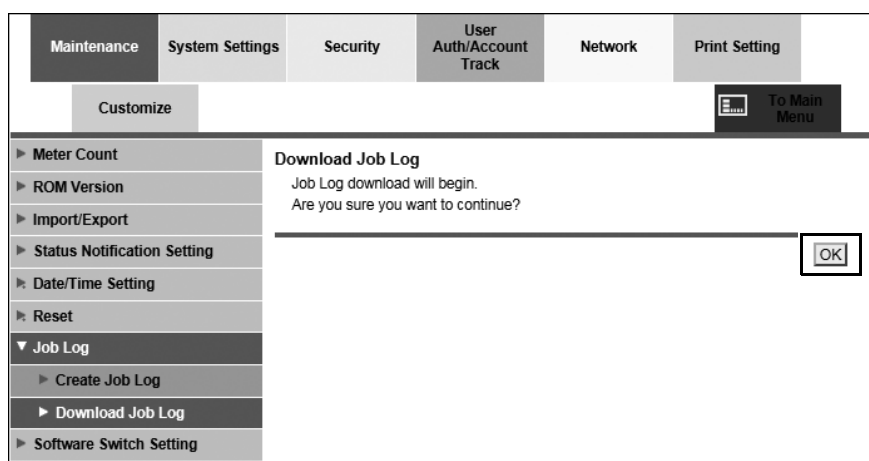 Maintenance
System Settings
Security
User
Auth/Account
Track
Network
Print Setting
Customize
To Main
Menu
Meter Count
ROM Version
Import/Export
Status Notification Setting
Date/Time Setting
Reset
Job Log
Create Job Log
Download Job Log
Software Switch Setting
Download Job Log
Job Log download will begin.
Are you sure you want to continue?
OK